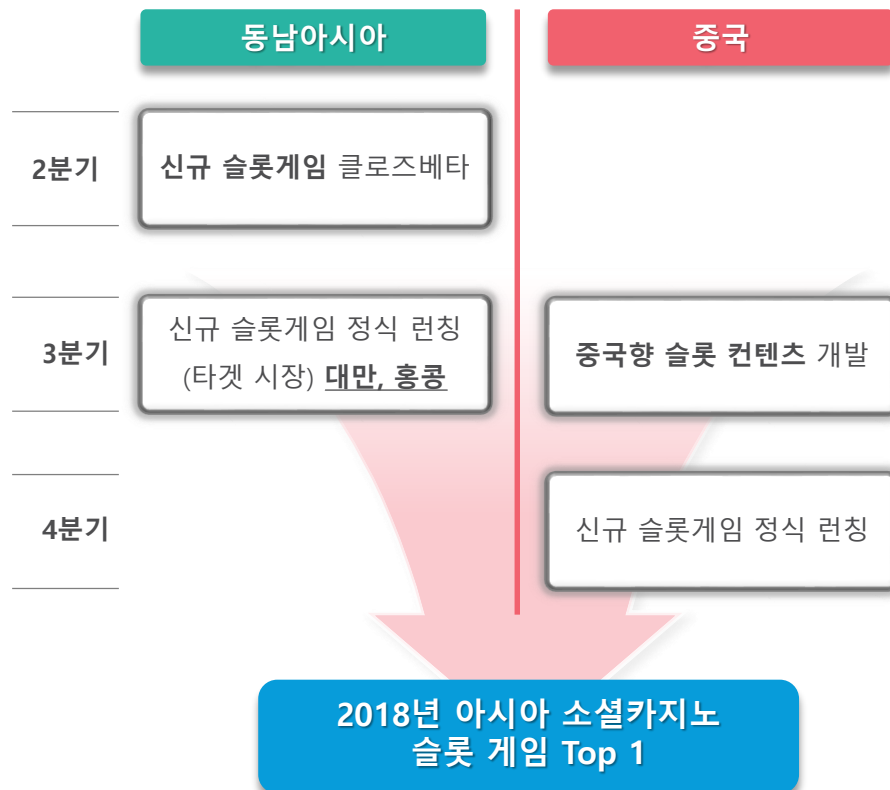 동남아시아
중국
2분기
신규 슬롯게임 클로즈베타
3분기
신규 슬롯게임 정식 런칭
(타겟 시장) 대만, 홍콩
중국향 슬롯 컨텐츠 개발
4분기
신규 슬롯게임 정식 런칭
2018년 아시아 소셜카지노
슬롯 게임 Top 1